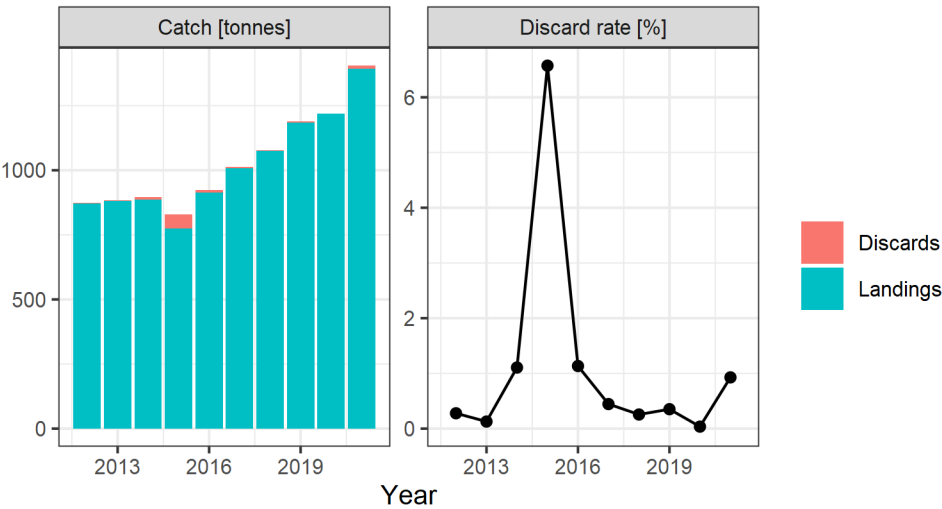 Catch [tonnes]
Discard rate [%]
1000
500
0
6
4
2
0
2013 2016 2019
2013 2016 2019
Year
Discards
Landings